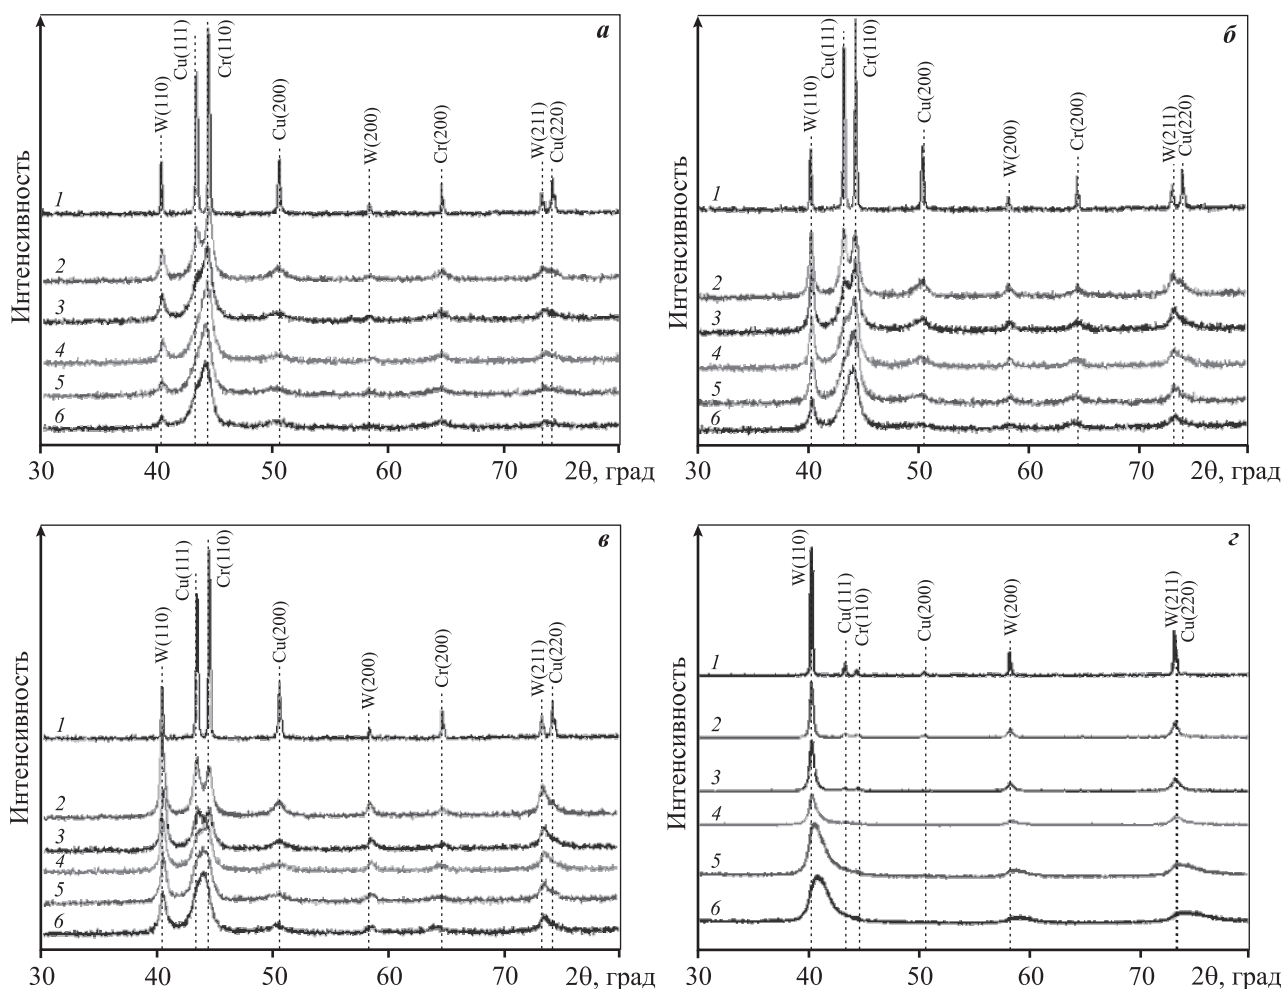 а
Интенсивность
W(110)
Cu(111)
Cr(110)
Cu(200)
W(200)
Cr(200)
W(211)
Cu(220)
1
2
3
4
5
6
30 40 50 60 70 2θ, град
б
Интенсивность
W(110)
Cu(111)
Cr(110)
Cu(200)
W(200)
Cr(200)
W(211)
Cu(220)
1
2
3
4
5
6
30 40 50 60 70 2θ, град
в
Интенсивность
W(110)
Cu(111)
Cr(110)
Cu(200)
W(200)
Cr(200)
W(211)
Cu(220)
1
2
3
4
5
6
30 40 50 60 70 2θ, град
г
Интенсивность
W(110)
Cu(111)
Cr(110)
Cu(200)
W(200)
W(211)
Cu(220)
1
2
3
4
5
6
30 40 50 60 70 2θ, град